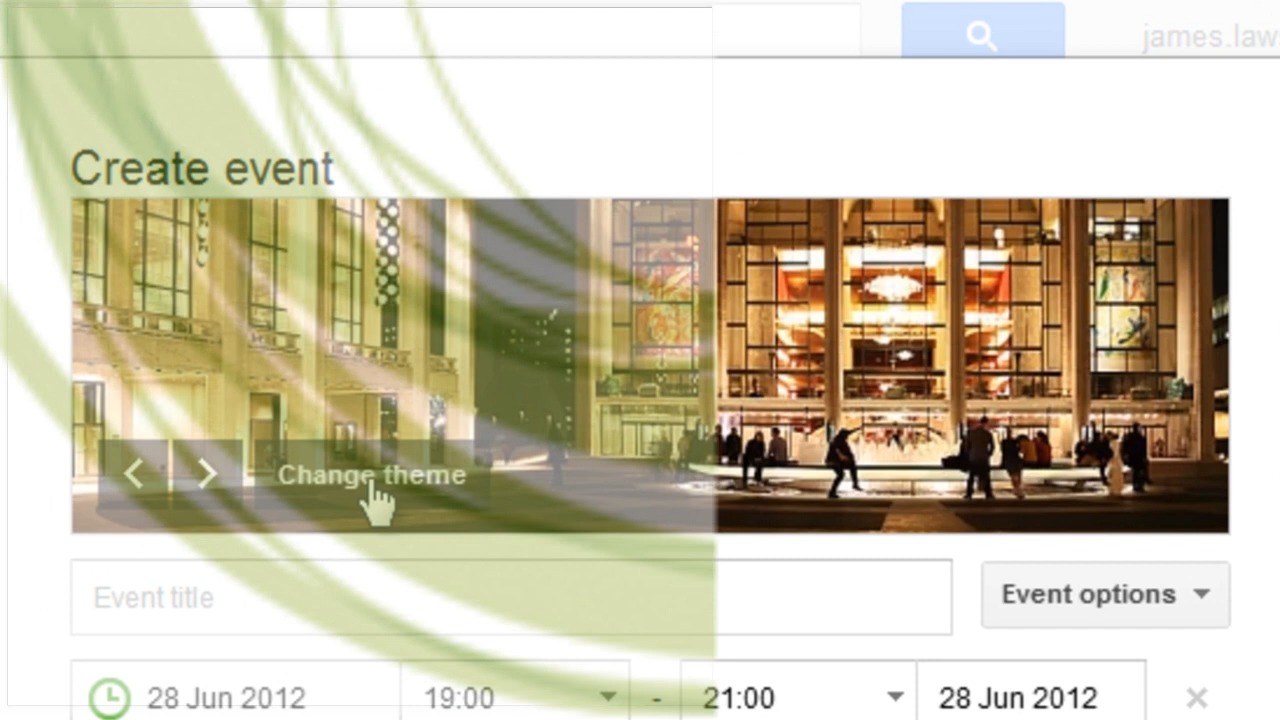 james.law
Create event
Change theme
Event title
Event options
28 Jun 2012 19:00 - 21:00 28 Jun 2012